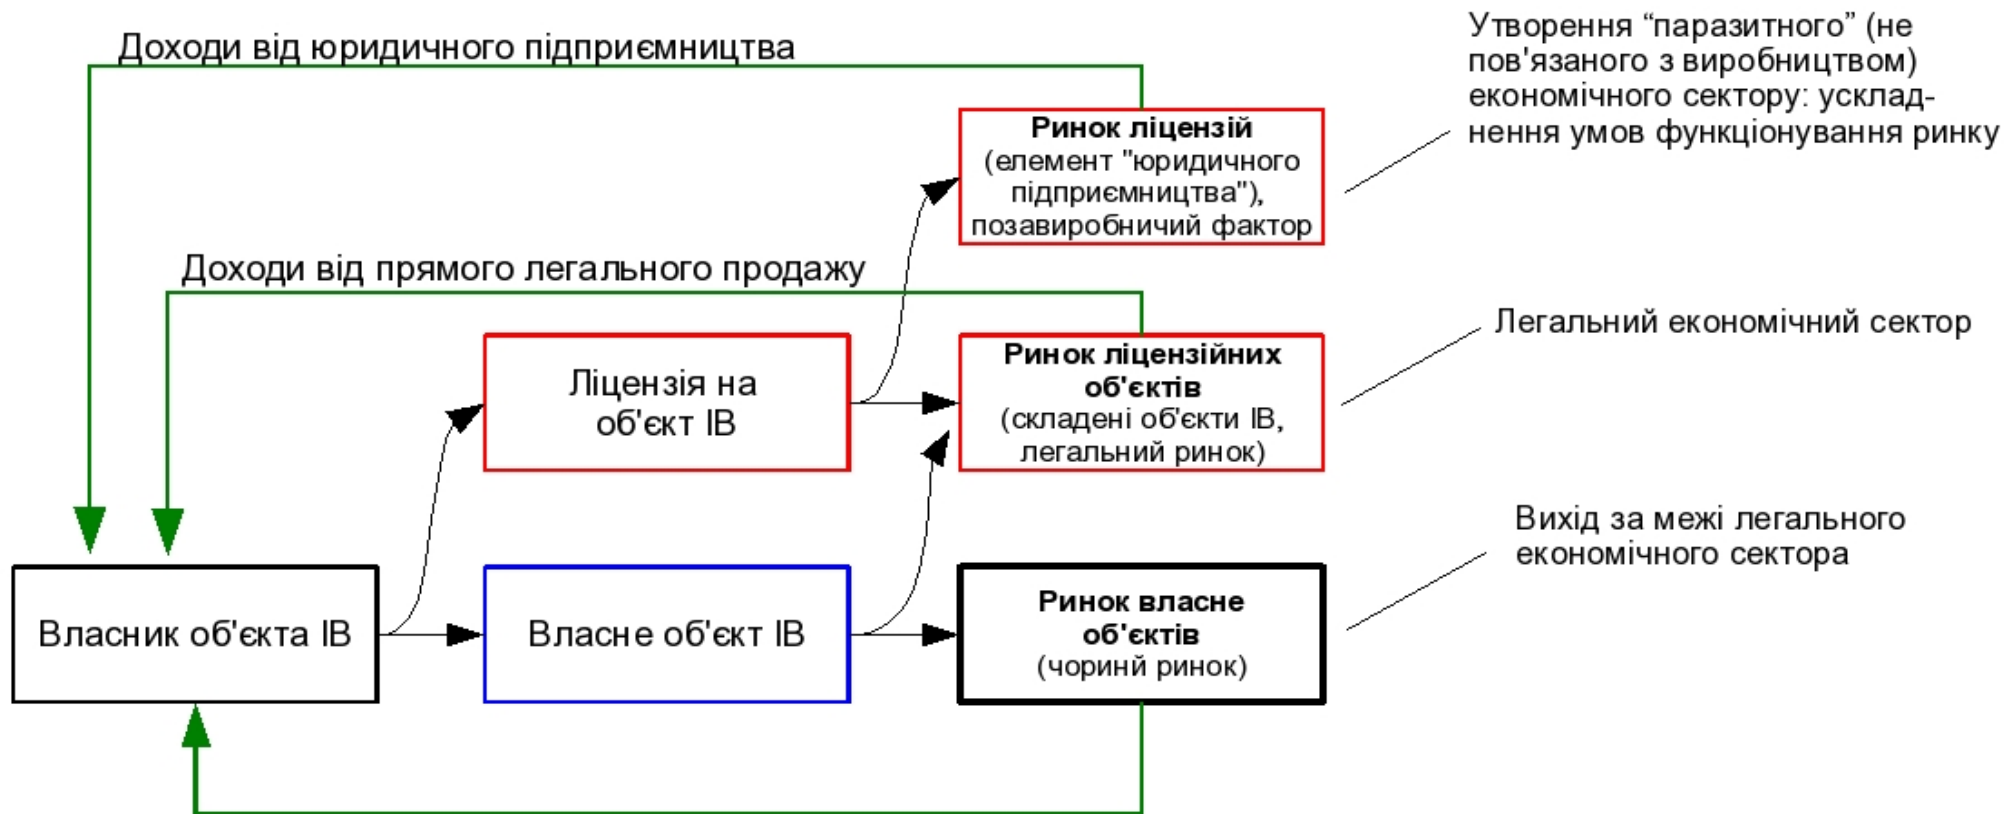 Доходи від юридичного підприємництва
Утворення “паразитного” (не
пов'язаного з виробництвом)
економічного сектору: усклад-
нення умов функціонування ринку
Ринок ліцензій
(елемент "юридичного
підприємництва"),
позавиробничий фактор
Доходи від прямого легального продажу
Ліцензія на
об'єкт ІВ
Ринок ліцензійних
об'єктів
(складені об'єкти ІВ,
легальний ринок)
Легальний економічний сектор
Вихід за межі легального
економічного сектора
Власник об'єкта ІВ
Власне об'єкт ІВ
Ринок власне
об'єктів
(чоринй ринок)